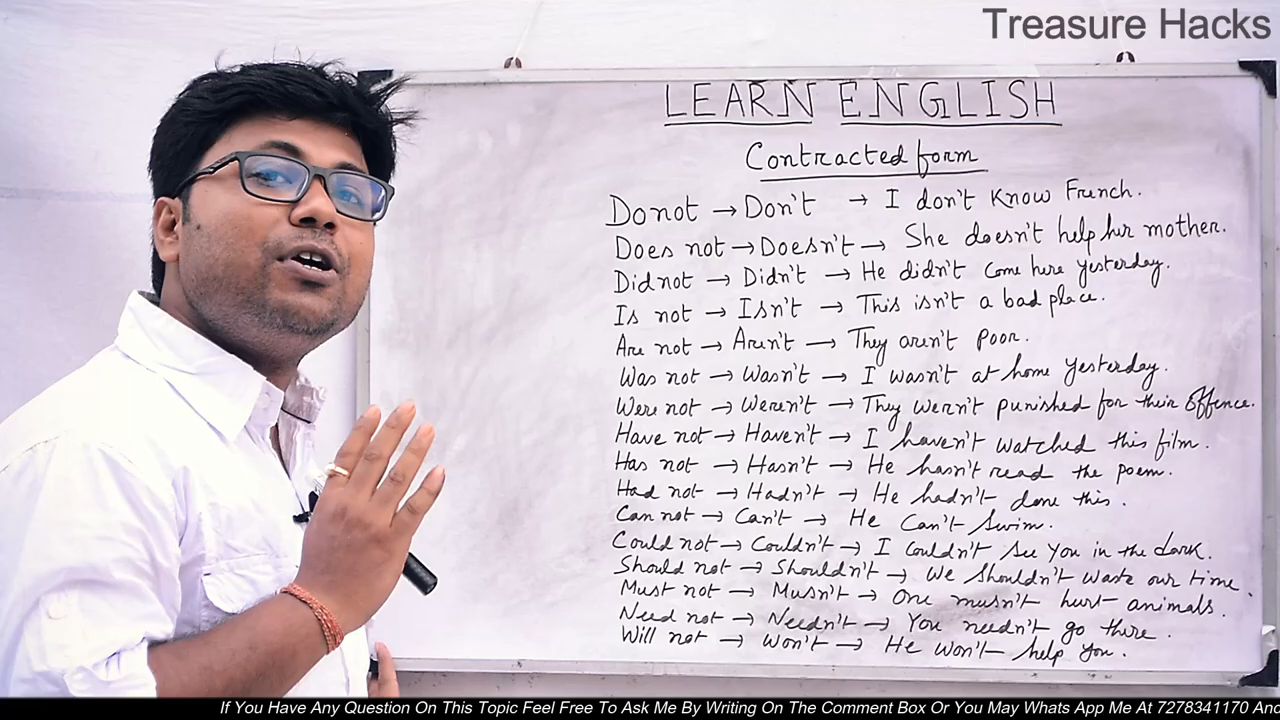 Treasure Hacks
LEARN ENGLISH
Contracted form
Do not → Don't → I don't know French.
Does not → Doesn't → She doesn't help her mother.
Did not → Didn't → He didn't come here yesterday.
Is not → Isn't → This isn't a bad place.
Are not → Aren't → They aren't poor.
Was not → Wasn't → I wasn't at home yesterday.
Were not → Weren't → They weren't punished for their offence.
Have not → Haven't → I haven't watched this film.
Has not → Hasn't → He hasn't read the poem.
Had not → Hadn't → He hadn't done this.
Can not → Can't → He can't swim.
Could not → Couldn't → I couldn't see you in the dark.
Should not → Shouldn't → We shouldn't waste our time.
Must not → Musn't → One musn't hurt animals.
Need not → Needn't → You needn't go there.
Will not → Won't → He won't help you.
If You Have Any Question On This Topic Feel Free To Ask Me By Writing On The Comment Box Or You May Whats App Me At 7278341170 And